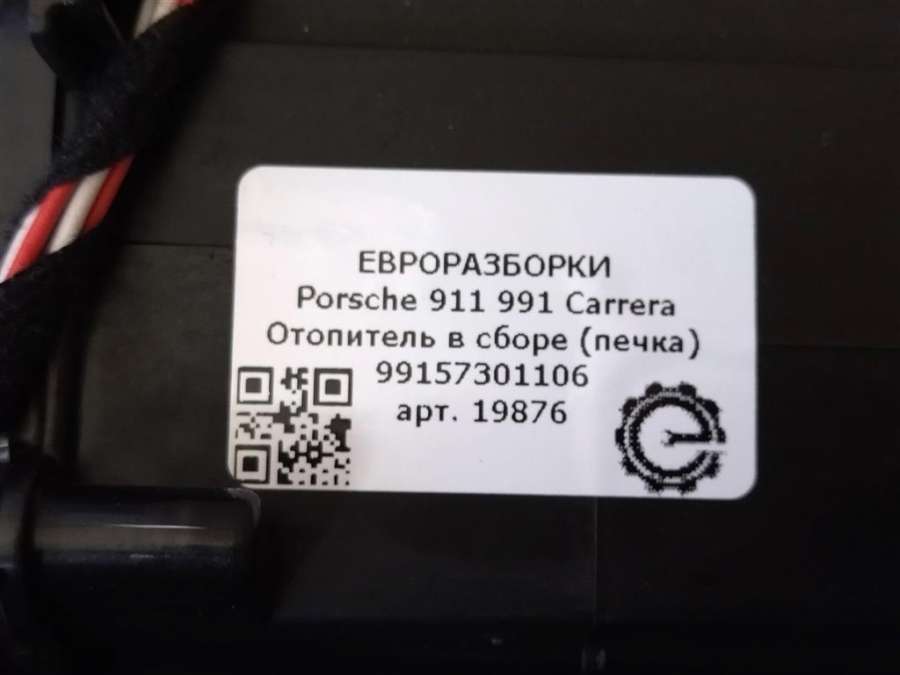 ЕВРОРАЗБОРКИ
Porsche 911 991 Carrera
Отопитель в сборе (печка)
99157301106
арт. 19876